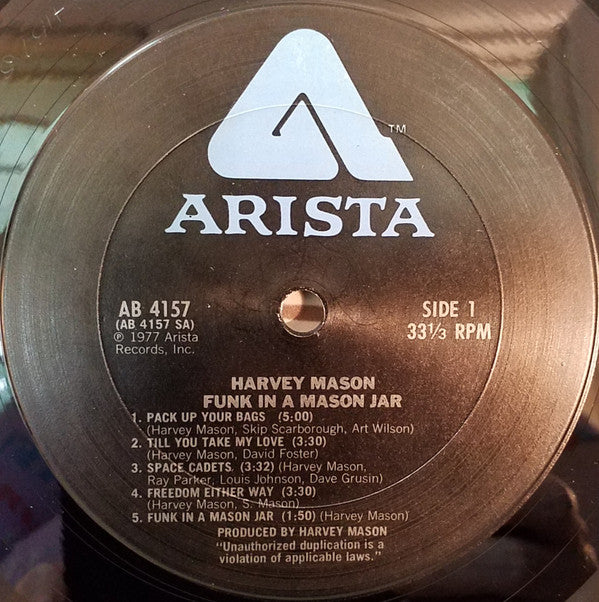 TM
ARISTA
AB 4157
(AB 4157 SA)
℗ 1977 Arista
Records, Inc.
SIDE 1
33⅓ RPM
HARVEY MASON
FUNK IN A MASON JAR
1. PACK UP YOUR BAGS (5:00)
(Harvey Mason, Skip Scarborough, Art Wilson)
2. TILL YOU TAKE MY LOVE (3:30)
(Harvey Mason, David Foster)
3. SPACE CADETS. (3:32) (Harvey Mason,
Ray Parker, Louis Johnson, Dave Grusin)
4. FREEDOM EITHER WAY (3:30)
(Harvey Mason, S. Mason)
5. FUNK IN A MASON JAR (1:50) (Harvey Mason)
PRODUCED BY HARVEY MASON
"Unauthorized duplication is a
violation of applicable laws."